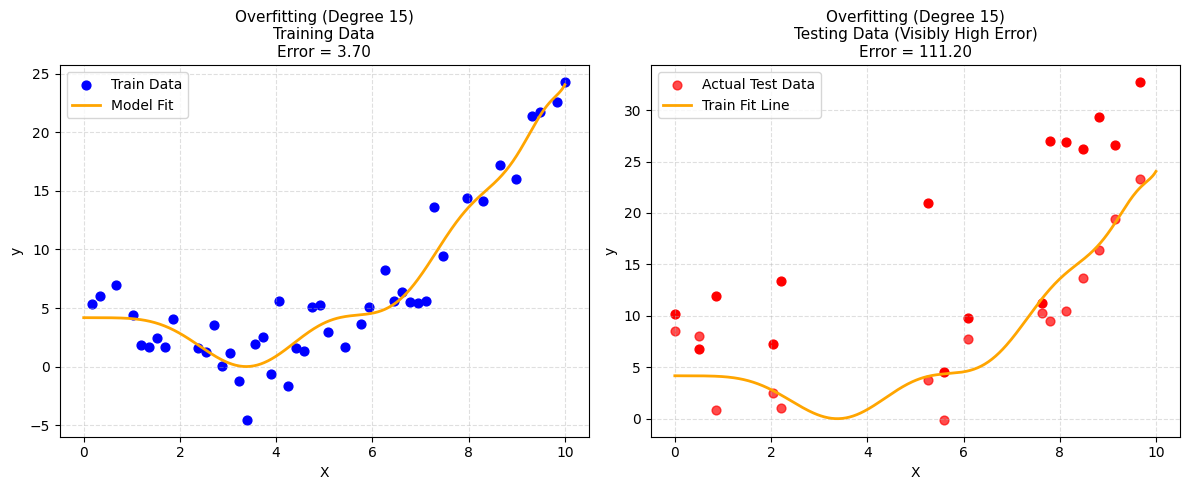 Overfitting (Degree 15)
Training Data
Error = 3.70
25
20
15
10
5
0
−5
y
Train Data
Model Fit
0
2
4
6
8
10
X
Overfitting (Degree 15)
Testing Data (Visibly High Error)
Error = 111.20
30
25
20
15
10
5
0
y
Actual Test Data
Train Fit Line
0
2
4
6
8
10
X